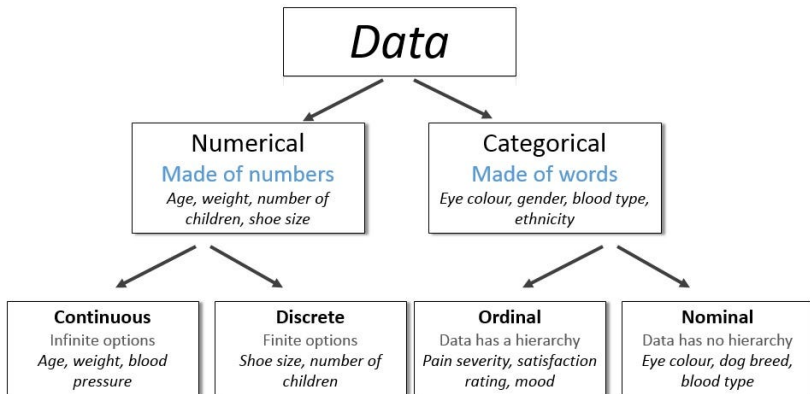 Data
Numerical
Made of numbers
Age, weight, number of
children, shoe size
Categorical
Made of words
Eye colour, gender, blood type,
ethnicity
Continuous
Infinite options
Age, weight, blood
pressure
Discrete
Finite options
Shoe size, number of
children
Ordinal
Data has a hierarchy
Pain severity, satisfaction
rating, mood
Nominal
Data has no hierarchy
Eye colour, dog breed,
blood type